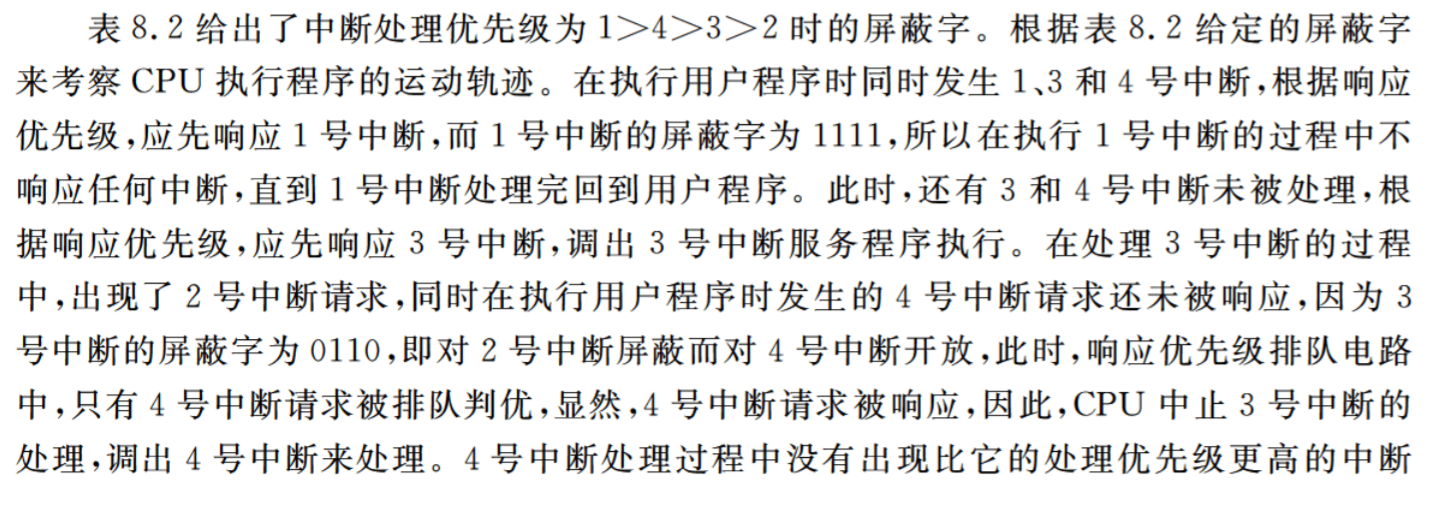 表 8.2 给出了中断处理优先级为 1>4>3>2 时的屏蔽字。根据表 8.2 给定的屏蔽字
来考察 CPU 执行程序的运动轨迹。在执行用户程序时同时发生 1、3 和 4 号中断,根据响应
优先级,应先响应 1 号中断,而 1 号中断的屏蔽字为 1111,所以在执行 1 号中断的过程中不
响应任何中断,直到 1 号中断处理完回到用户程序。此时,还有 3 和 4 号中断未被处理,根
据响应优先级,应先响应 3 号中断,调出 3 号中断服务程序执行。在处理 3 号中断的过程
中,出现了 2 号中断请求,同时在执行用户程序时发生的 4 号中断请求还未被响应,因为 3
号中断的屏蔽字为 0110,即对 2 号中断屏蔽而对 4 号中断开放,此时,响应优先级排队电路
中,只有 4 号中断请求被排队判优,显然,4 号中断请求被响应,因此,CPU 中止 3 号中断的
处理,调出 4 号中断来处理。4 号中断处理过程中没有出现比它的处理优先级更高的中断